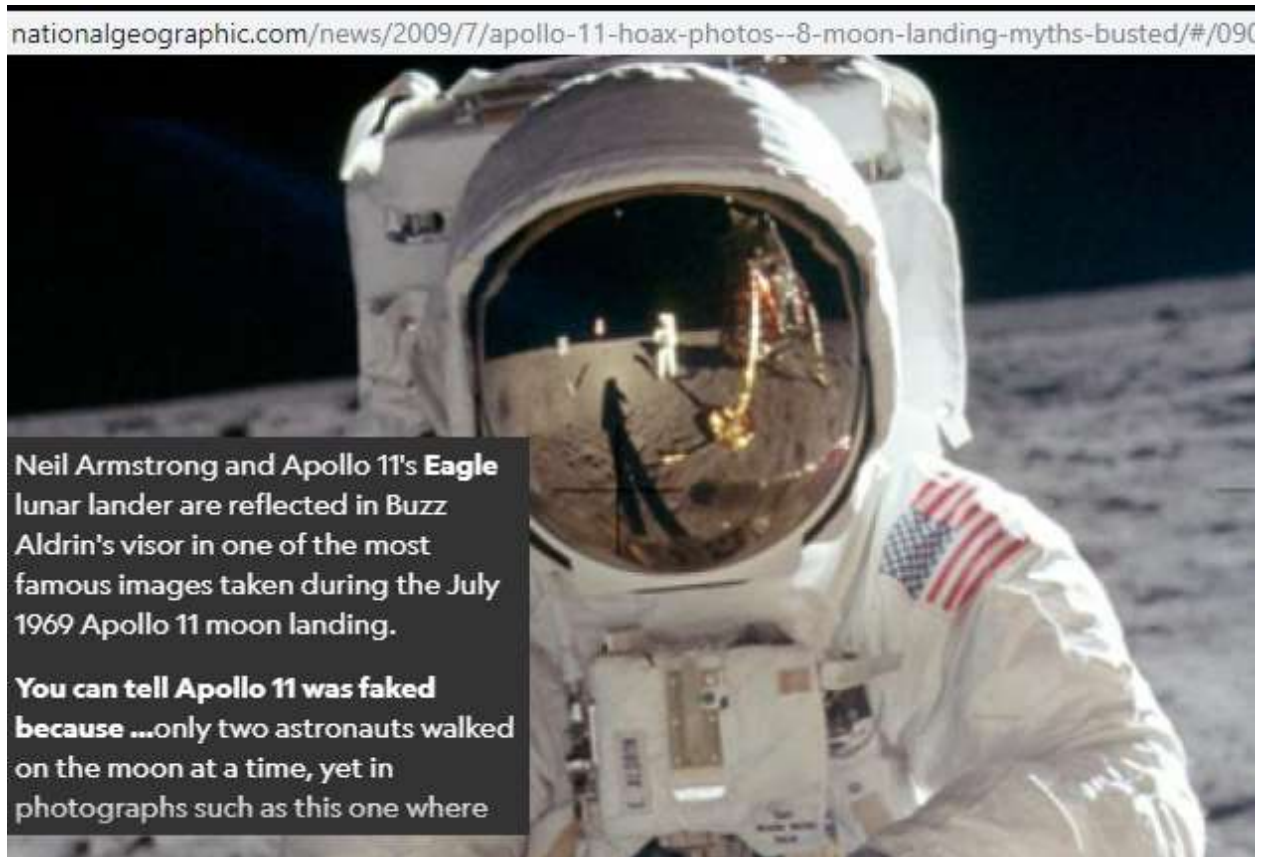 nationalgeographic.com/news/2009/7/apollo-11-hoax-photos--8-moon-landing-myths-busted/#/090
Neil Armstrong and Apollo 11's Eagle
lunar lander are reflected in Buzz
Aldrin's visor in one of the most
famous images taken during the July
1969 Apollo 11 moon landing.
You can tell Apollo 11 was faked
because ...only two astronauts walked
on the moon at a time, yet in
photographs such as this one where
E. ALDRIN